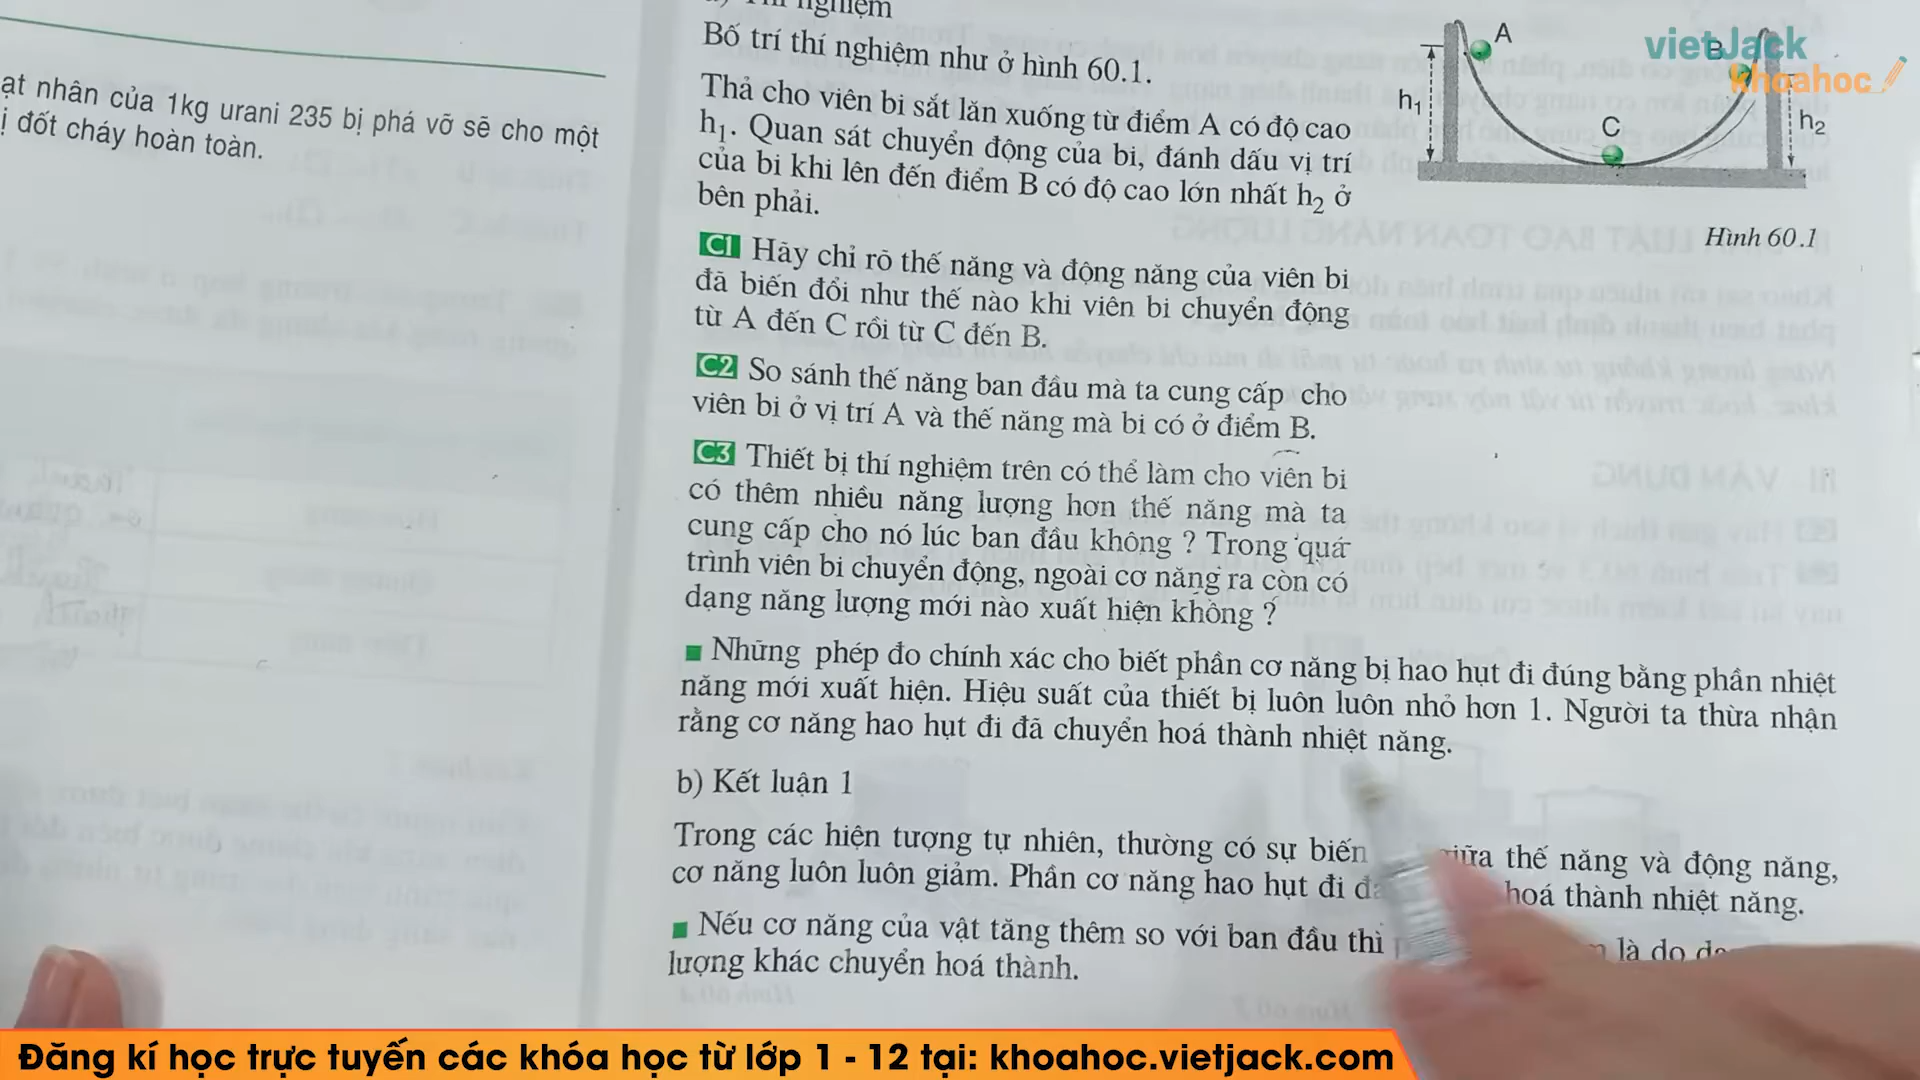 ạt nhân của 1kg urani 235 bị phá vỡ sẽ cho một
ị đốt cháy hoàn toàn.
nghiệm
Bố trí thí nghiệm như ở hình 60.1.
Thả cho viên bi sắt lăn xuống từ điểm A có độ cao
h₁. Quan sát chuyển động của bi, đánh dấu vị trí
của bi khi lên đến điểm B có độ cao lớn nhất h₂ ở
bên phải.
A
B
C
h₁
h₂
Hình 60.1
vietJack
khoahoc
C1 Hãy chỉ rõ thế năng và động năng của viên bi
đã biến đổi như thế nào khi viên bi chuyển động
từ A đến C rồi từ C đến B.
C2 So sánh thế năng ban đầu mà ta cung cấp cho
viên bi ở vị trí A và thế năng mà bi có ở điểm B.
C3 Thiết bị thí nghiệm trên có thể làm cho viên bi
có thêm nhiều năng lượng hơn thế năng mà ta
cung cấp cho nó lúc ban đầu không ? Trong quá
trình viên bi chuyển động, ngoài cơ năng ra còn có
dạng năng lượng mới nào xuất hiện không ?
Những phép đo chính xác cho biết phần cơ năng bị hao hụt đi đúng bằng phần nhiệt
năng mới xuất hiện. Hiệu suất của thiết bị luôn luôn nhỏ hơn 1. Người ta thừa nhận
rằng cơ năng hao hụt đi đã chuyển hoá thành nhiệt năng.
b) Kết luận 1
Trong các hiện tượng tự nhiên, thường có sự biến giữa thế năng và động năng,
cơ năng luôn luôn giảm. Phần cơ năng hao hụt đi hoá thành nhiệt năng.
Nếu cơ năng của vật tăng thêm so với ban đầu thì là do
lượng khác chuyển hoá thành.
Đăng kí học trực tuyến các khóa học từ lớp 1 - 12 tại: khoahoc.vietjack.com